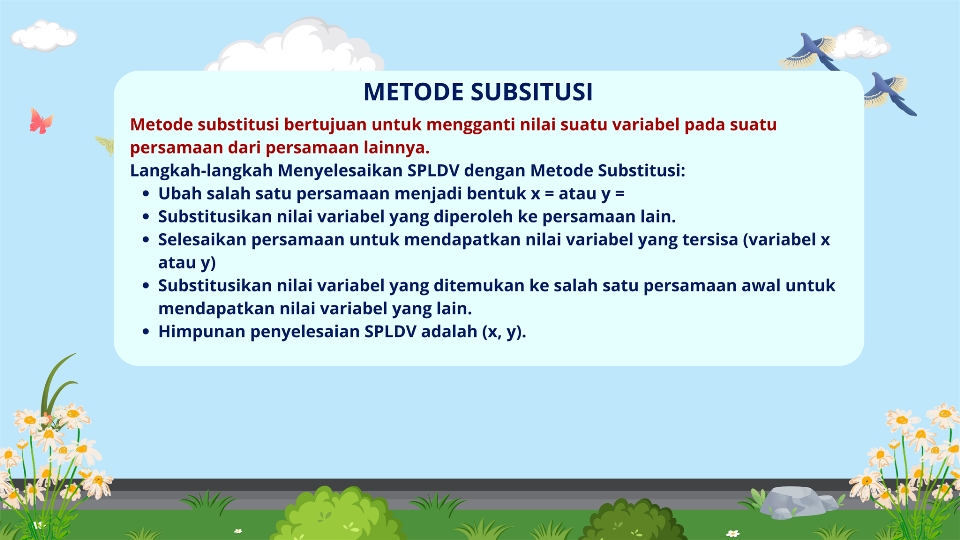 METODE SUBSITUSI
Metode substitusi bertujuan untuk mengganti nilai suatu variabel pada suatu
persamaan dari persamaan lainnya.
Langkah-langkah Menyelesaikan SPLDV dengan Metode Substitusi:
• Ubah salah satu persamaan menjadi bentuk x = atau y =
• Substitusikan nilai variabel yang diperoleh ke persamaan lain.
• Selesaikan persamaan untuk mendapatkan nilai variabel yang tersisa (variabel x
atau y)
• Substitusikan nilai variabel yang ditemukan ke salah satu persamaan awal untuk
mendapatkan nilai variabel yang lain.
• Himpunan penyelesaian SPLDV adalah (x, y).